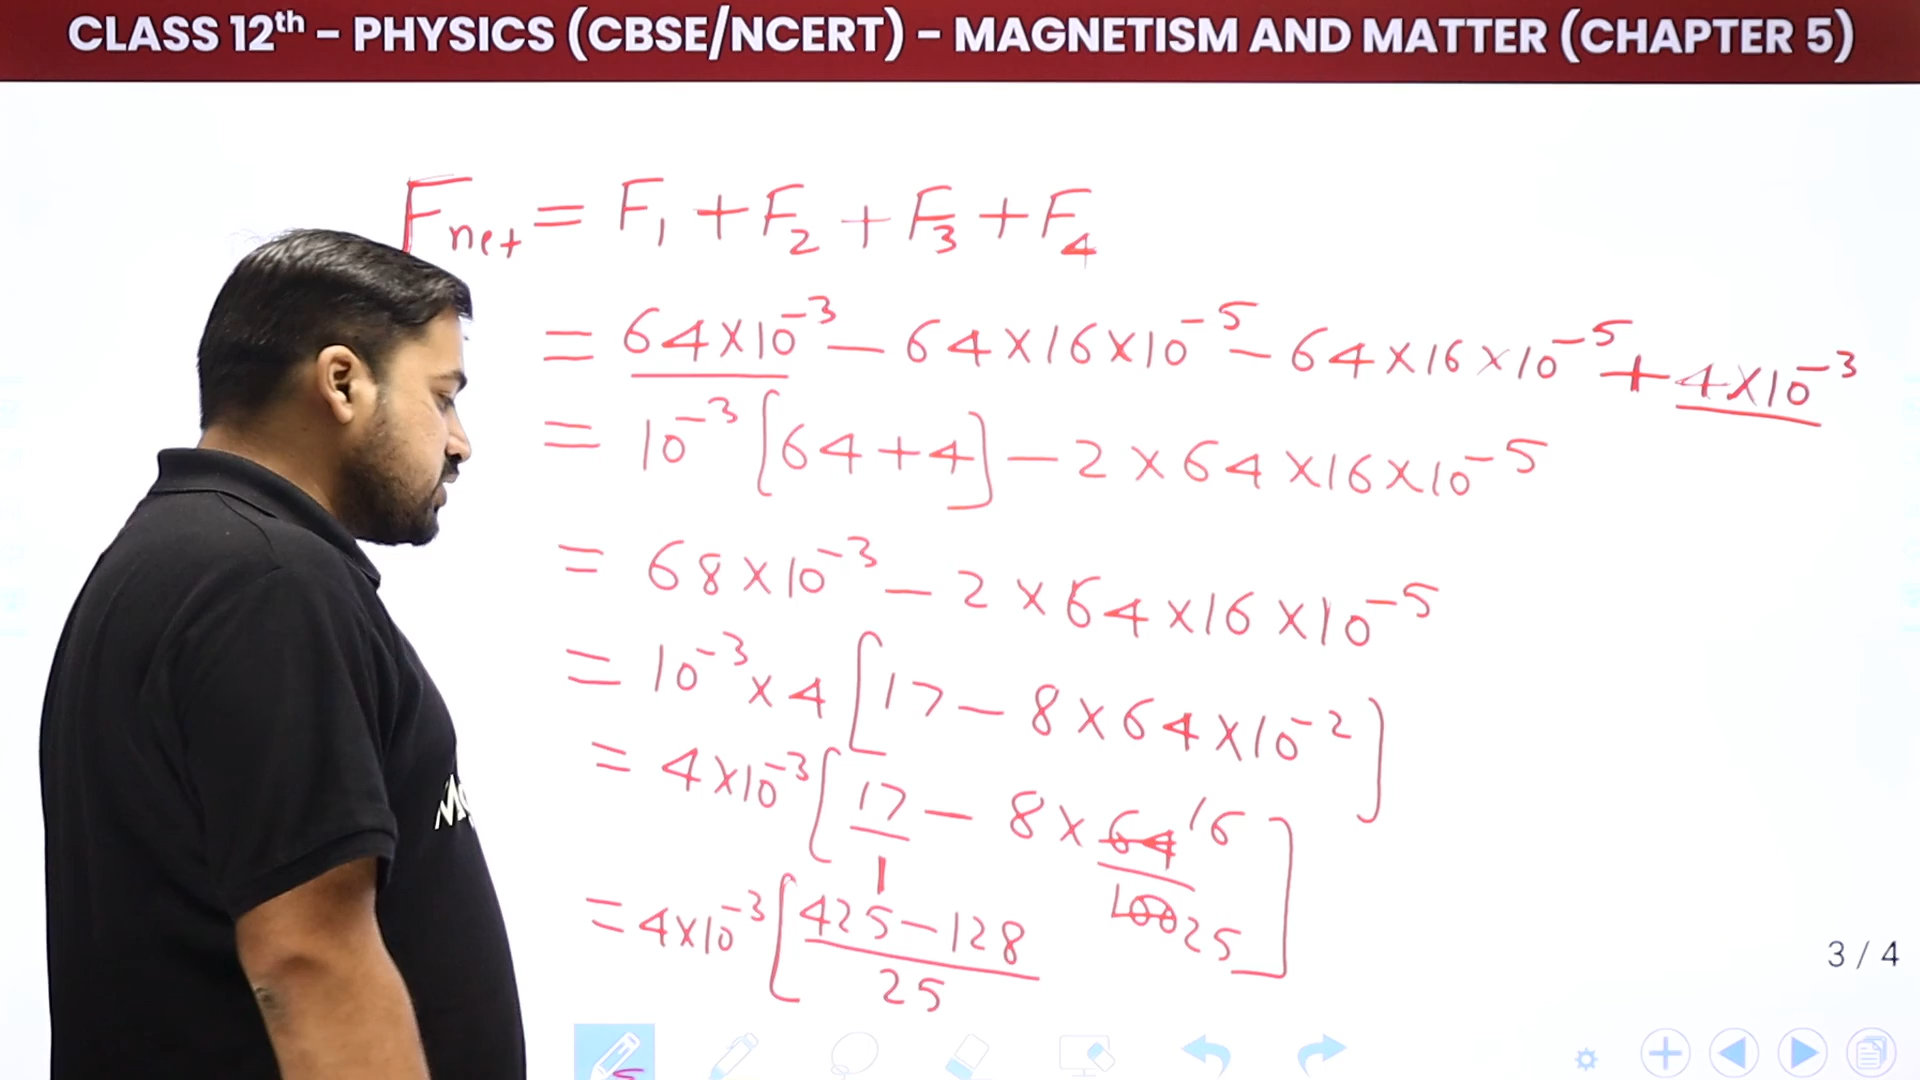 CLASS 12th – PHYSICS (CBSE/NCERT) – MAGNETISM AND MATTER (CHAPTER 5)
Fnet = F₁ + F₂ + F₃ + F₄
= 64×10⁻³ – 64×16×10⁻⁵ – 64×16×10⁻⁵ + 4×10⁻³
= 10⁻³ [64+4] – 2×64×16×10⁻⁵
= 68×10⁻³ – 2×64×16×10⁻⁵
= 10⁻³×4 [17 – 8×64×10⁻²]
= 4×10⁻³ [17/1 – 8×64 16/100 25]
= 4×10⁻³ [425–128/25
3 / 4